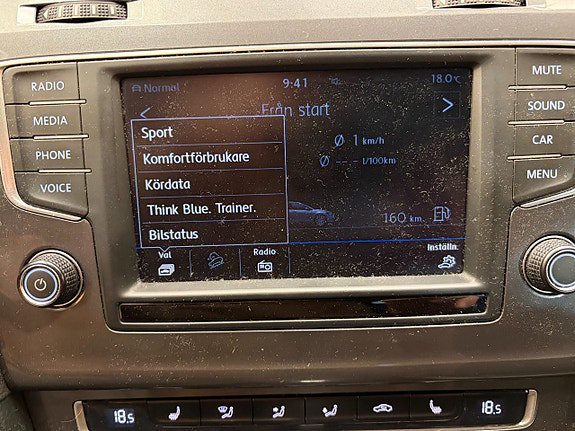 RADIO
MEDIA
PHONE
VOICE
Normal
9:41
18.0°C
Från start
Sport
Komfortförbrukare
Kördata
Think Blue. Trainer.
Bilstatus
Ø 1 km/h
Ø --- l/100km
160 km.
Val
Radio
Inställn.
MUTE
SOUND
CAR
MENU
18.5
18.5